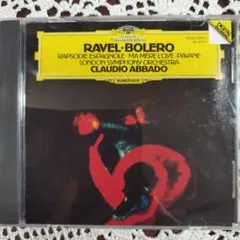 RAVEL·BOLERO
RAPSODIE ESPAGNOLE · MA MÈRE L'OYE · PAVANE
LONDON SYMPHONY ORCHESTRA
CLAUDIO ABBADO